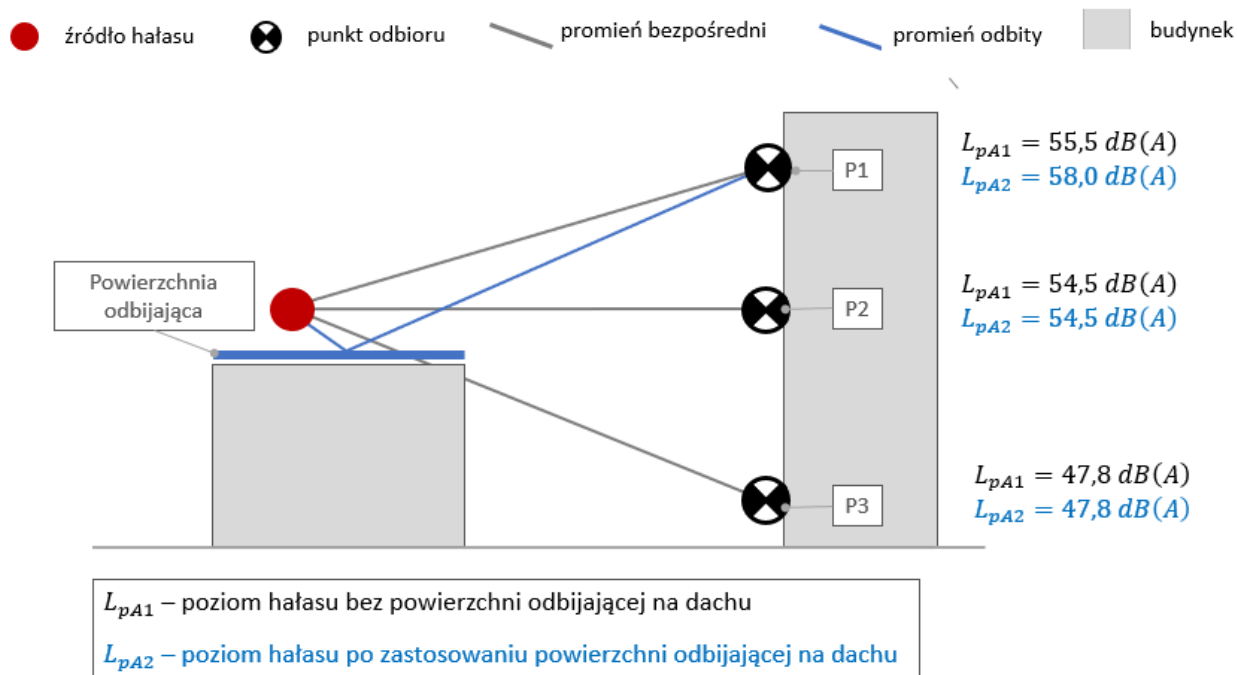 źródło hałasu punkt odbioru promień bezpośredni promień odbity budynek
L_pA1 = 55,5 dB(A)
P1
L_pA2 = 58,0 dB(A)
Powierzchnia
odbijająca
L_pA1 = 54,5 dB(A)
P2
L_pA2 = 54,5 dB(A)
L_pA1 = 47,8 dB(A)
P3
L_pA2 = 47,8 dB(A)
L_pA1 – poziom hałasu bez powierzchni odbijającej na dachu
L_pA2 – poziom hałasu po zastosowaniu powierzchni odbijającej na dachu